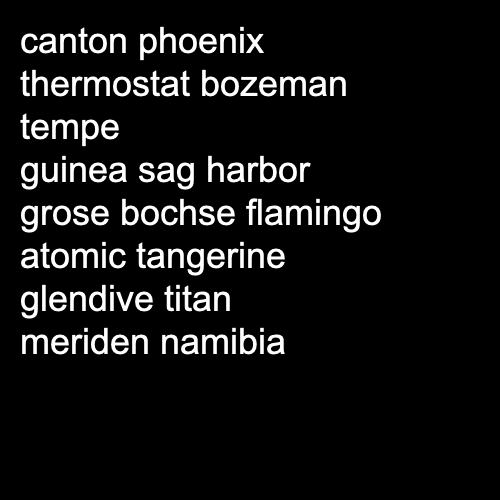 canton phoenix
thermostat bozeman
tempe
guinea sag harbor
grose bochse flamingo
atomic tangerine
glendive titan
meriden namibia